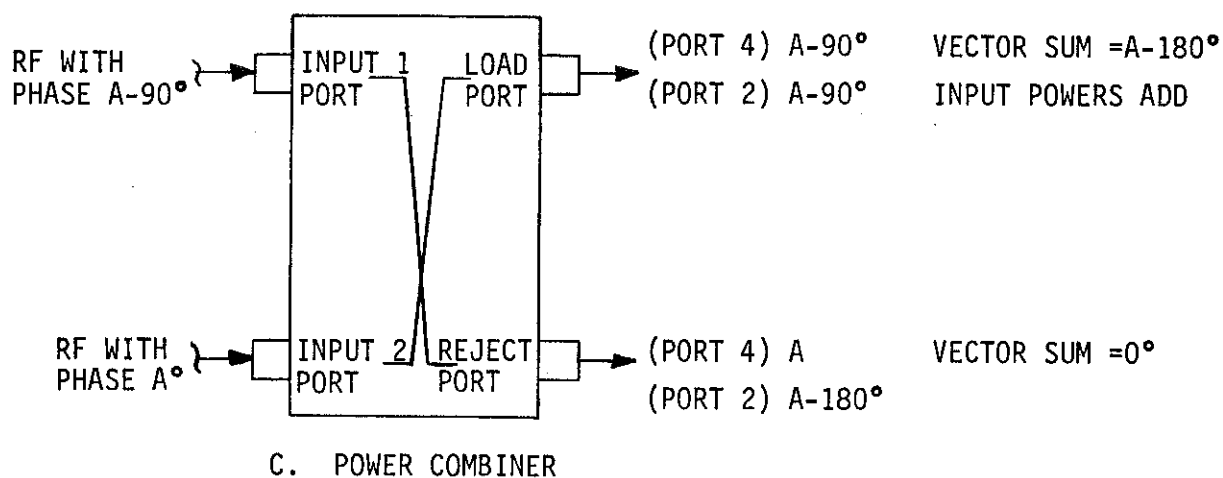 RF WITH
PHASE A-90°
INPUT 1
PORT
LOAD
PORT
(PORT 4) A-90°
(PORT 2) A-90°
VECTOR SUM =A-180°
INPUT POWERS ADD
RF WITH
PHASE A°
INPUT 2
PORT
REJECT
PORT
(PORT 4) A
(PORT 2) A-180°
VECTOR SUM =0°
C. POWER COMBINER